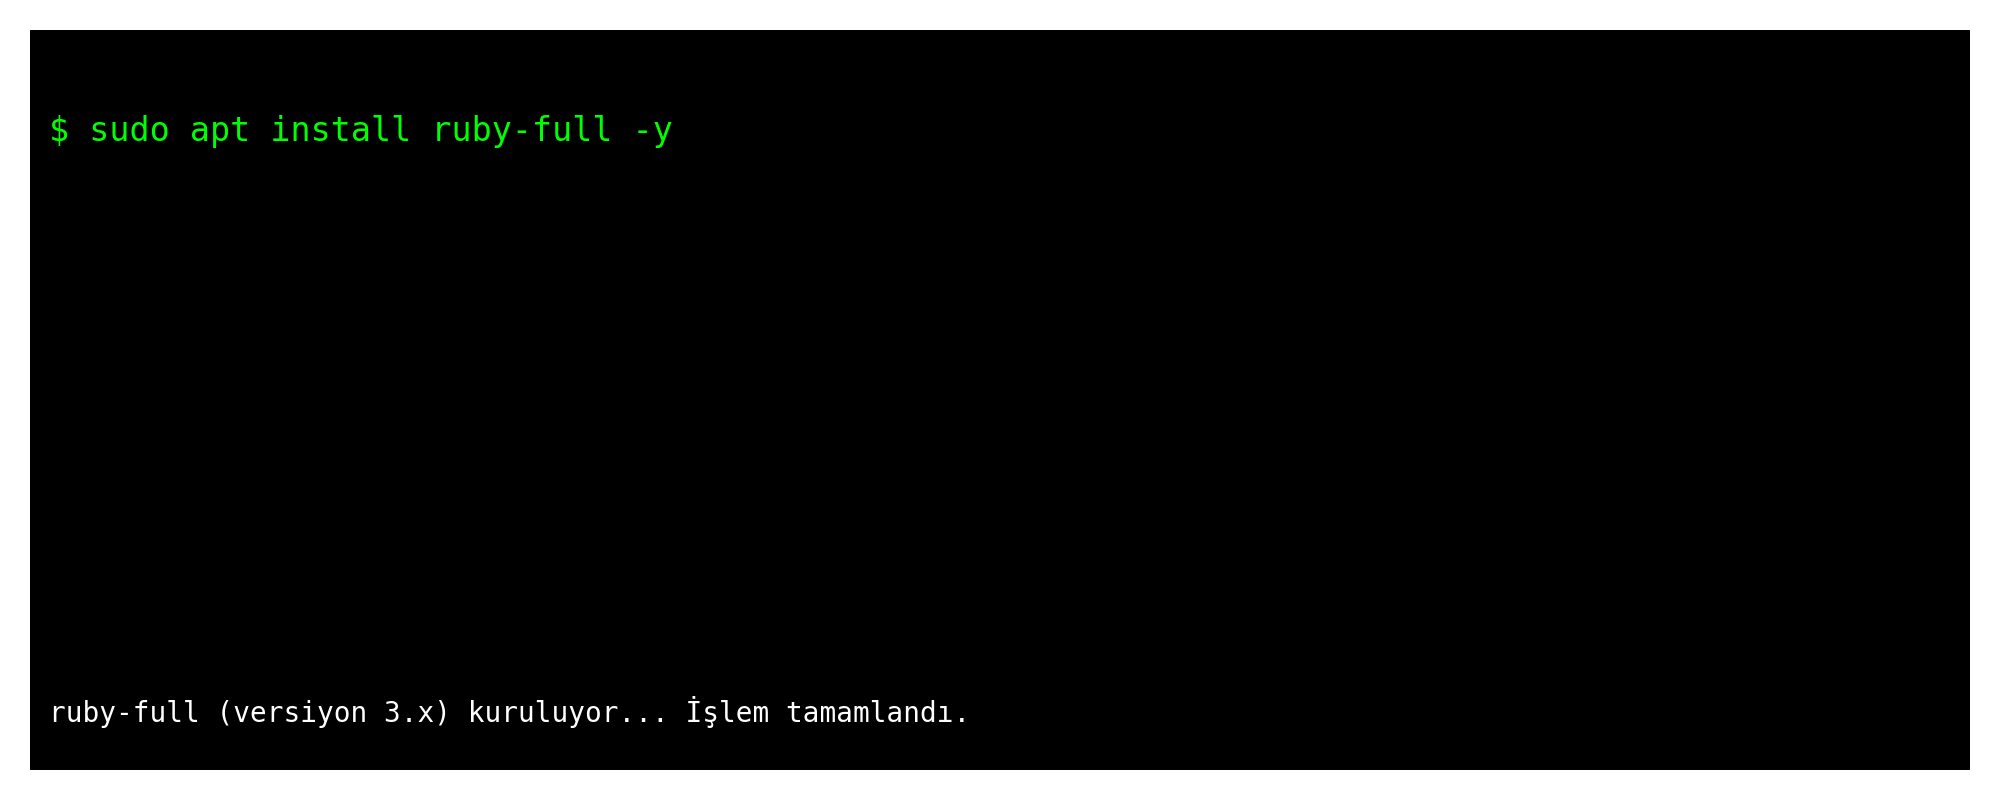 $ sudo apt install ruby-full -y
ruby-full (versiyon 3.x) kuruluyor... İşlem tamamlandı.